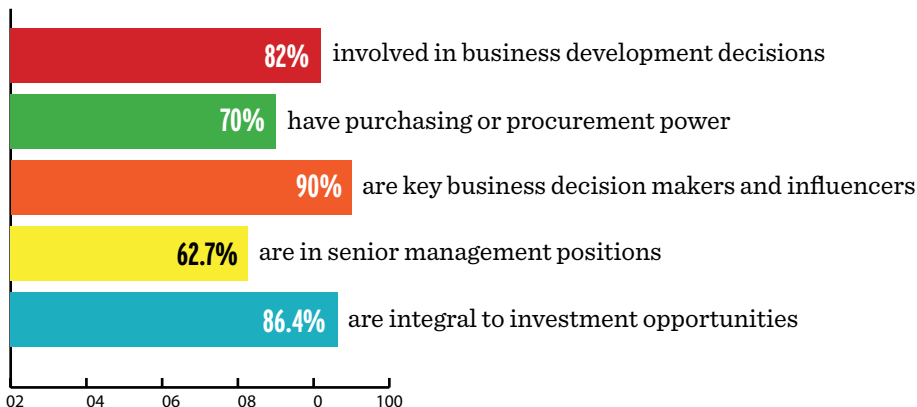 82% involved in business development decisions
70% have purchasing or procurement power
90% are key business decision makers and influencers
62.7% are in senior management positions
86.4% are integral to investment opportunities
02 04 06 08 0 100